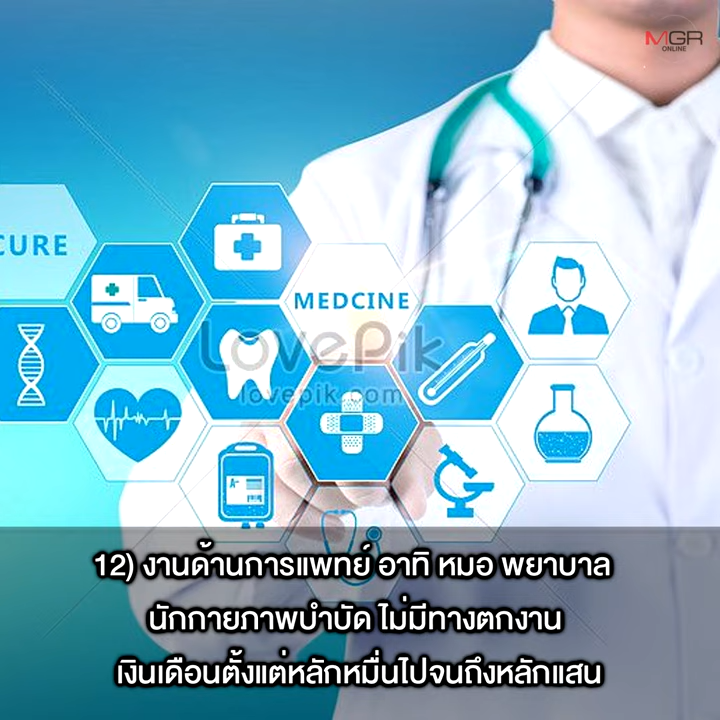 MGR
ONLINE
CURE
MEDCINE
LovePik
lovepik.com
A-
12) งานด้านการแพทย์ อาทิ หมอ พยาบาล
นักกายภาพบำบัด ไม่มีทางตกงาน
เงินเดือนตั้งแต่หลักหมื่นไปจนถึงหลักแสน